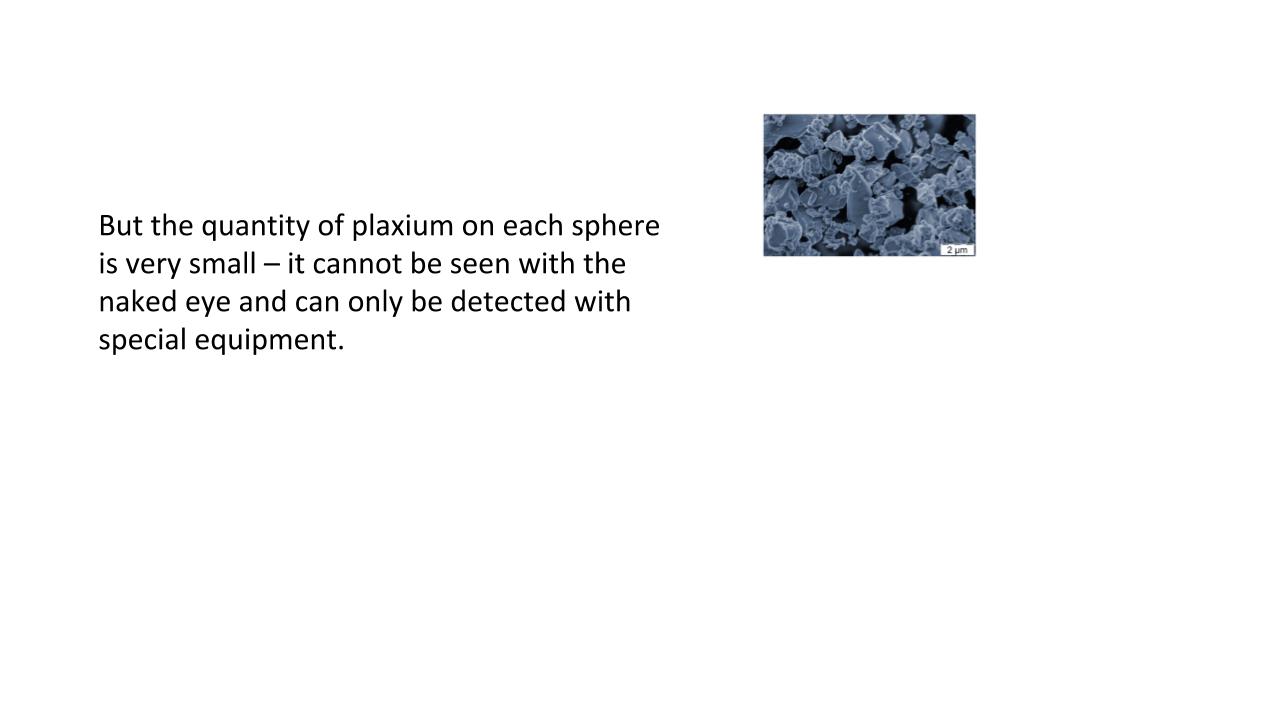 But the quantity of plaxium on each sphere
is very small – it cannot be seen with the
naked eye and can only be detected with
special equipment.
2 µm